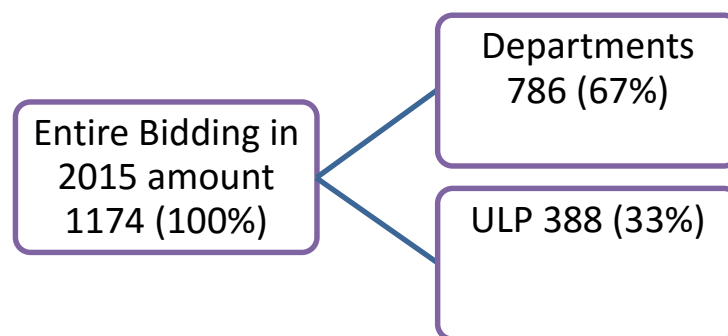 Entire Bidding in
2015 amount
1174 (100%)
Departments
786 (67%)
ULP 388 (33%)